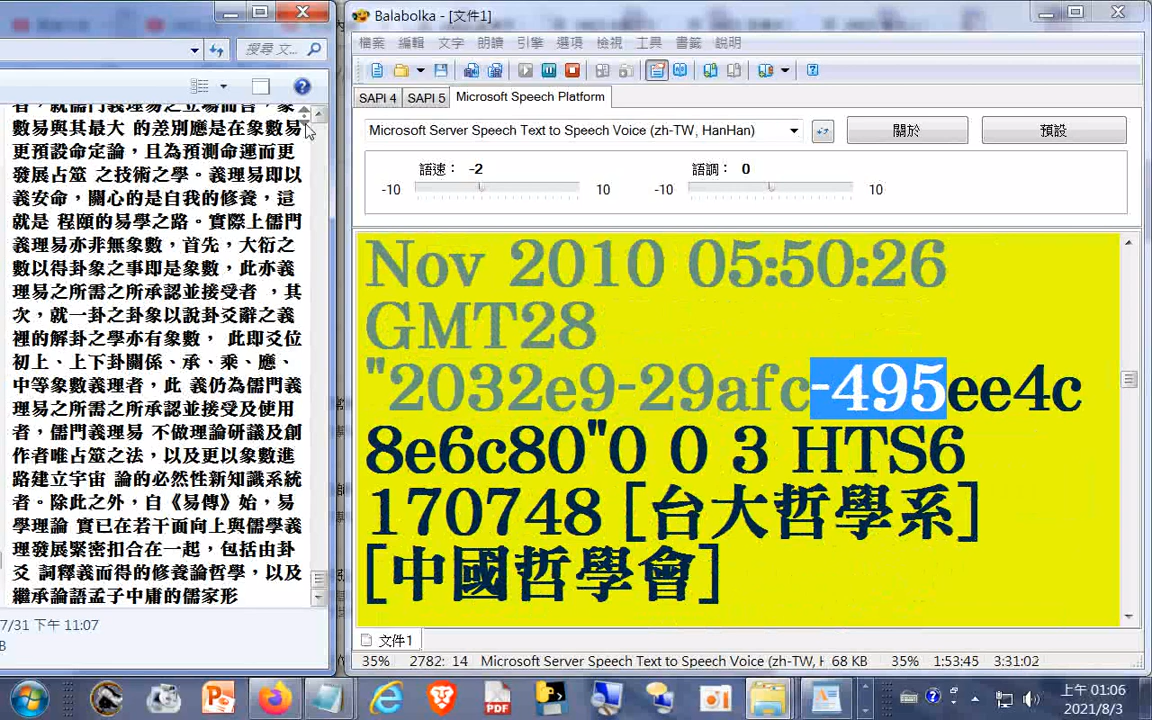 搜尋 文...
者，就儒門義理易之立場而言，象
數易與其最大 的差別應是在象數易
更預設命定論，且為預測命運而更
發展占筮 之技術之學。義理易即以
義安命，關心的是自我的修養，這
就是 程頤的易學之路。實際上儒門
義理易亦非無象數，首先，大衍之
數以得卦象之事即是象數，此亦義
理易之所需之所承認並接受者 ，其
次，就一卦之卦象以說卦爻辭之義
裡的解卦之學亦有象數， 此即爻位
初上、上下卦關係、承、乘、應、
中等象數義理者，此 義仍為儒門義
理易之所需之所承認並接受及使用
者，儒門義理易 不做理論研議及創
作者唯占筮之法，以及更以象數進
路建立宇宙 論的必然性新知識系統
者。除此之外，自《易傳》始，易
學理論 實已在若干面向上與儒學義
理發展緊密扣合在一起，包括由卦
爻 詞釋義而得的修養論哲學，以及
繼承論語孟子中庸的儒家形
7/31 下午 11:07
B
Balabolka - [文件1]
檔案 編輯 文字 朗讀 引擎 選項 檢視 工具 書籤 說明
SAPI 4 SAPI 5 Microsoft Speech Platform
Microsoft Server Speech Text to Speech Voice (zh-TW, HanHan) 關於 預設
語速： -2 語調： 0
-10 10 -10 10
Nov 2010 05:50:26
GMT28
"2032e9-29afc-495ee4c
8e6c80"0 0 3 HTS6
170748 [台大哲學系]
[中國哲學會]
文件1
35% 2782: 14 Microsoft Server Speech Text to Speech Voice (zh-TW, H 68 KB 35% 1:53:45 3:31:02
上午 01:06
2021/8/3